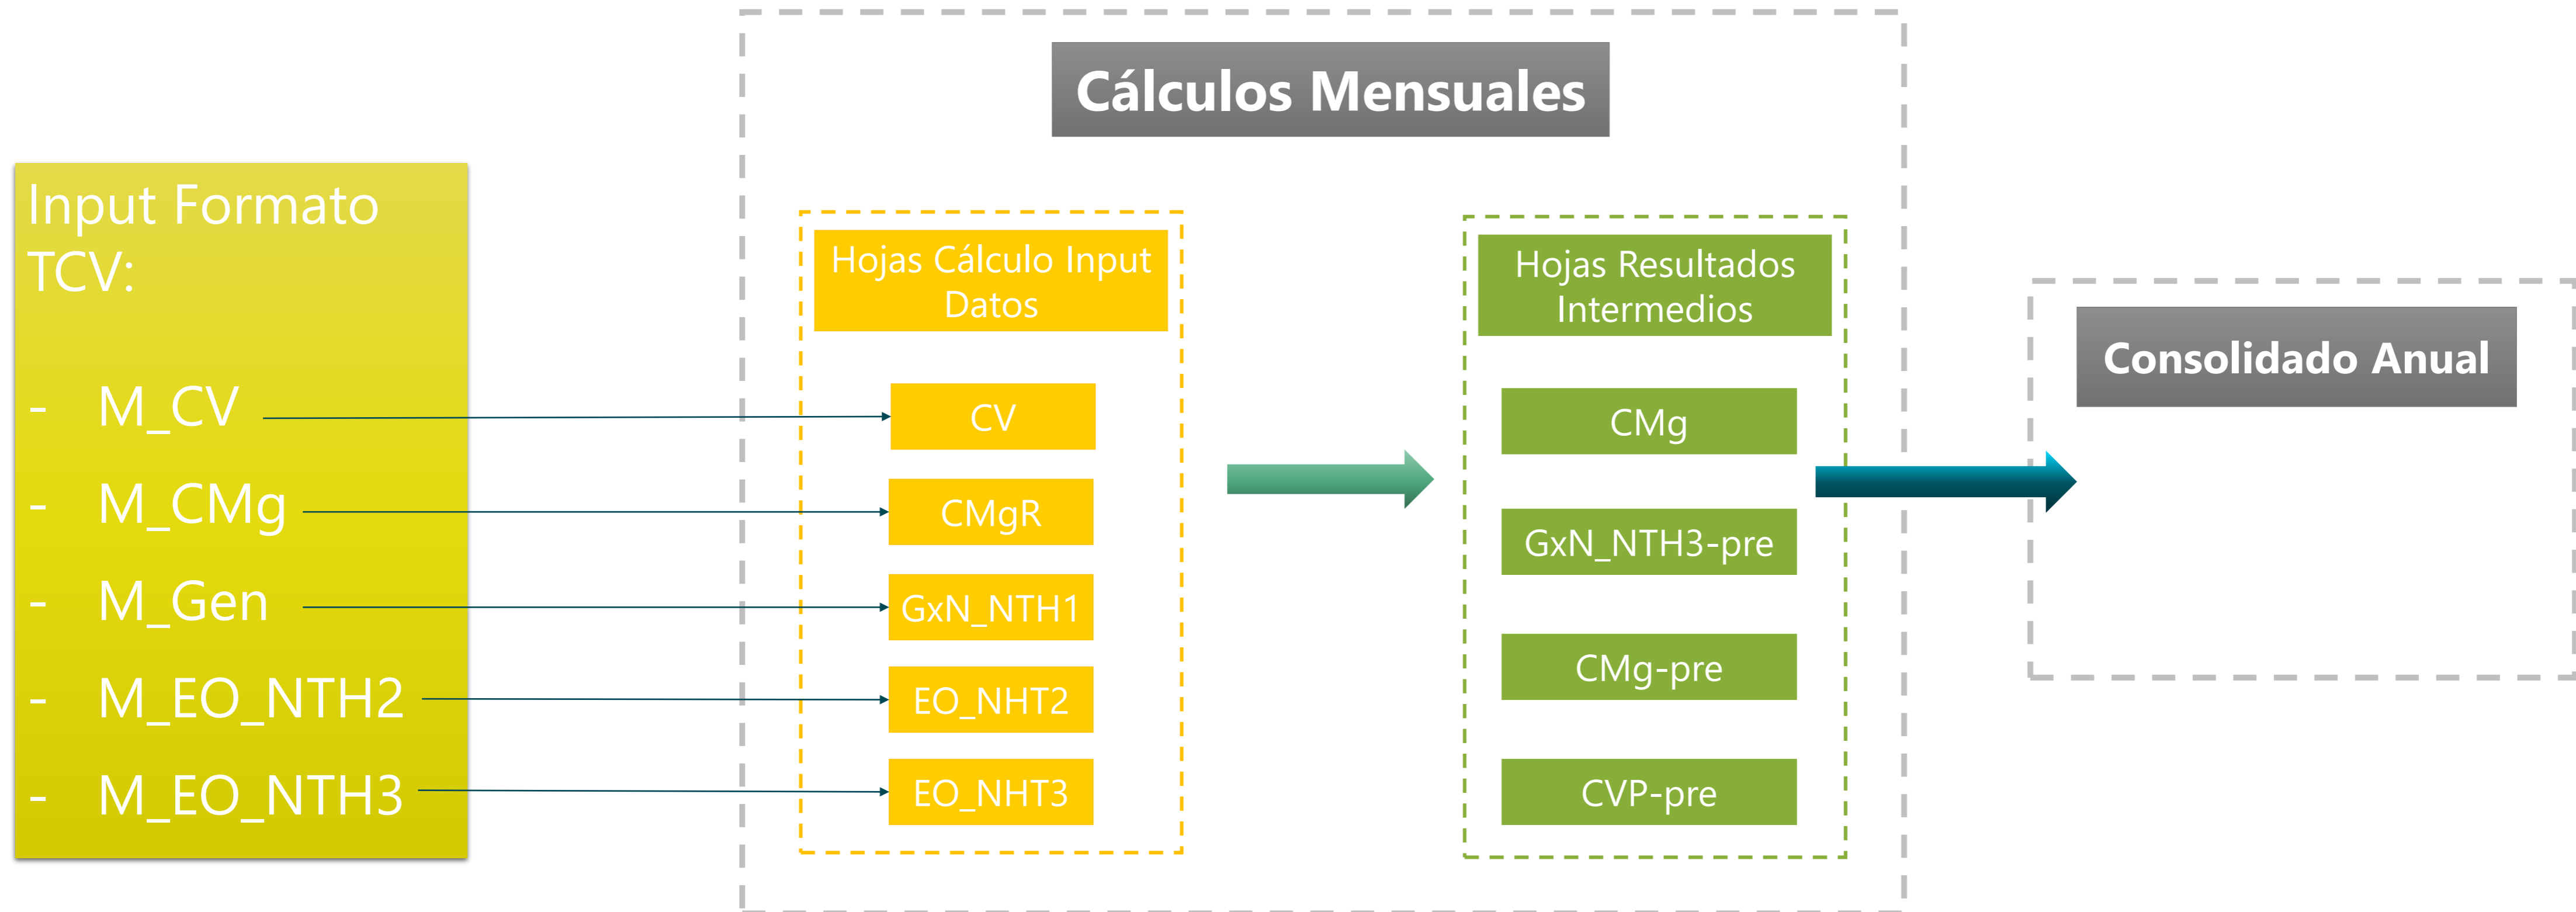 Cálculos Mensuales
Input Formato
TCV:
- M_CV
- M_CMg
- M_Gen
- M_EO_NTH2
- M_EO_NTH3
Hojas Cálculo Input
Datos
CV
CMgR
GxN_NTH1
EO_NHT2
EO_NHT3
Hojas Resultados
Intermedios
CMg
GxN_NTH3-pre
CMg-pre
CVP-pre
Consolidado Anual